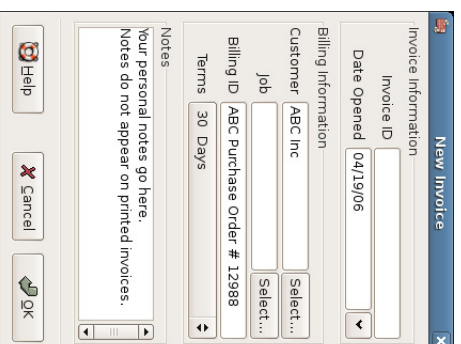 New Invoice
Invoice Information
Invoice ID
Date Opened 04/19/06
Billing Information
Customer ABC Inc Select...
Job Select...
Billing ID ABC Purchase Order # 12988
Terms 30 Days
Notes
Your personal notes go here.
Notes do not appear on printed invoices.
Help Cancel OK